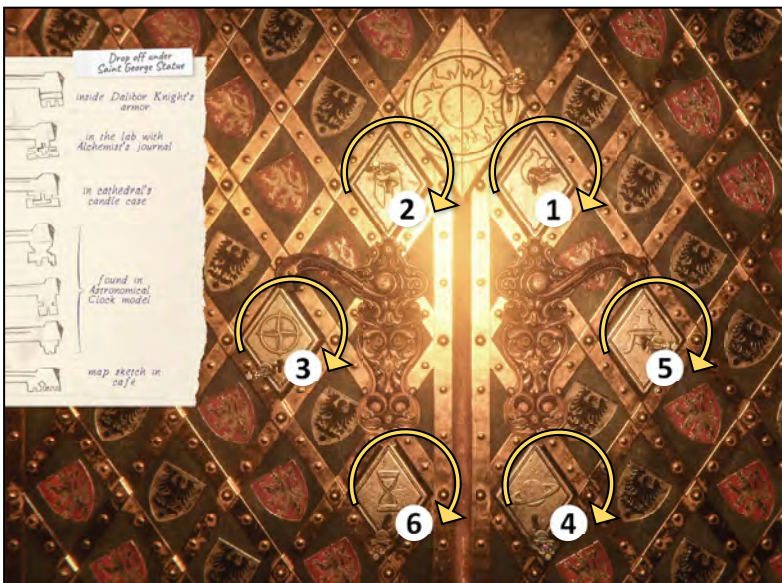 Drop off under
Saint George Statue
inside Dalibor Knight's
armor
in the lab with
Alchemist's journal
in cathedral's
candle case
found in
Astronomical
Clock model
map sketch in
cafe
2
1
3
5
6
4